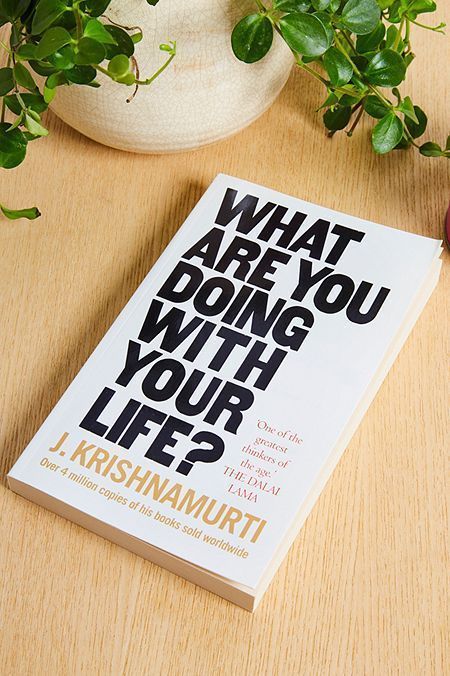 WHAT
ARE YOU
DOING
WITH
YOUR
LIFE?
'One of the
greatest
thinkers of
the age.'
THE DALAI
LAMA
J. KRISHNAMURTI
Over 4 million copies of his books sold worldwide